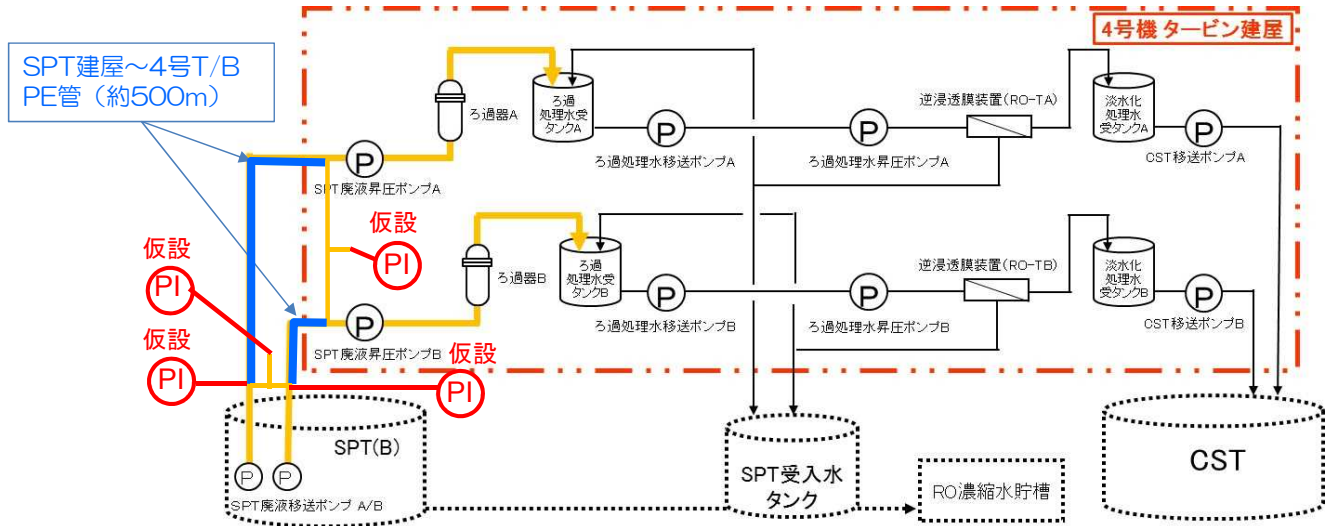 4号機 タービン建屋
SPT建屋～4号T/B
PE管（約500m）
ろ過器A
ろ過
処理水受
タンクA
P
ろ過処理水移送ポンプA
P
ろ過処理水昇圧ポンプA
逆浸透膜装置(RO-TA)
淡水化
処理水
受タンクA
P
CST移送ポンプA
P
SPT廃液昇圧ポンプA
仮設
PI
仮設
PI
ろ過器B
ろ過
処理水受
タンクB
P
ろ過処理水移送ポンプB
P
ろ過処理水昇圧ポンプB
逆浸透膜装置(RO-TB)
淡水化
処理水
受タンクB
P
CST移送ポンプB
P
SPT廃液昇圧ポンプB
仮設
PI
仮設
PI
SPT(B)
P
P
SPT廃液移送ポンプ A/B
SPT受入水
タンク
RO濃縮水貯槽
CST